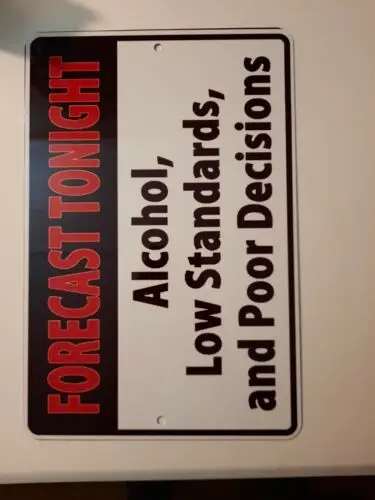 FORECAST TONIGHT
Alcohol,
Low Standards,
and Poor Decisions